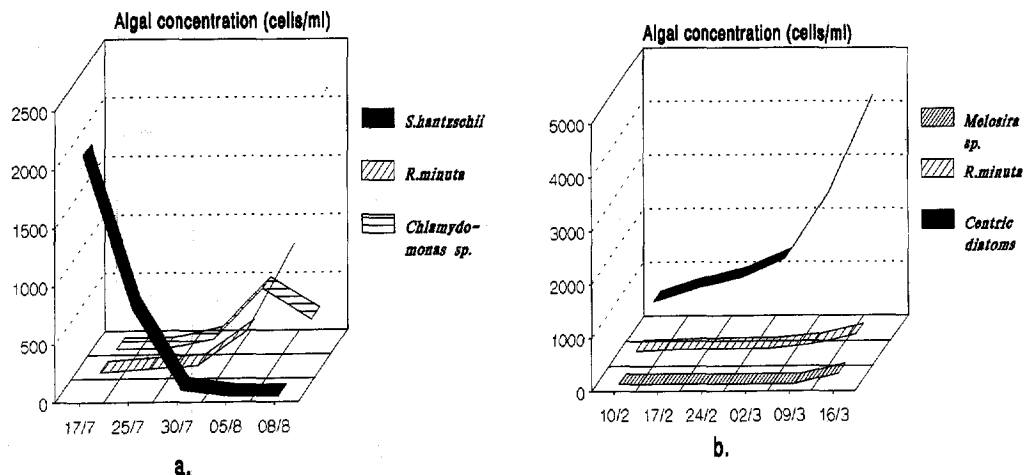 Algal concentration (cells/ml)
2500
2000
1500
1000
500
0
17/7 25/7 30/7 05/8 08/8
S.hantzschii
R.minuta
Chlamydo-
monas sp.
a.
Algal concentration (cells/ml)
5000
4000
3000
2000
1000
0
10/2 17/2 24/2 02/3 09/3 16/3
Melosira
sp.
R.minuta
Centric
diatoms
b.